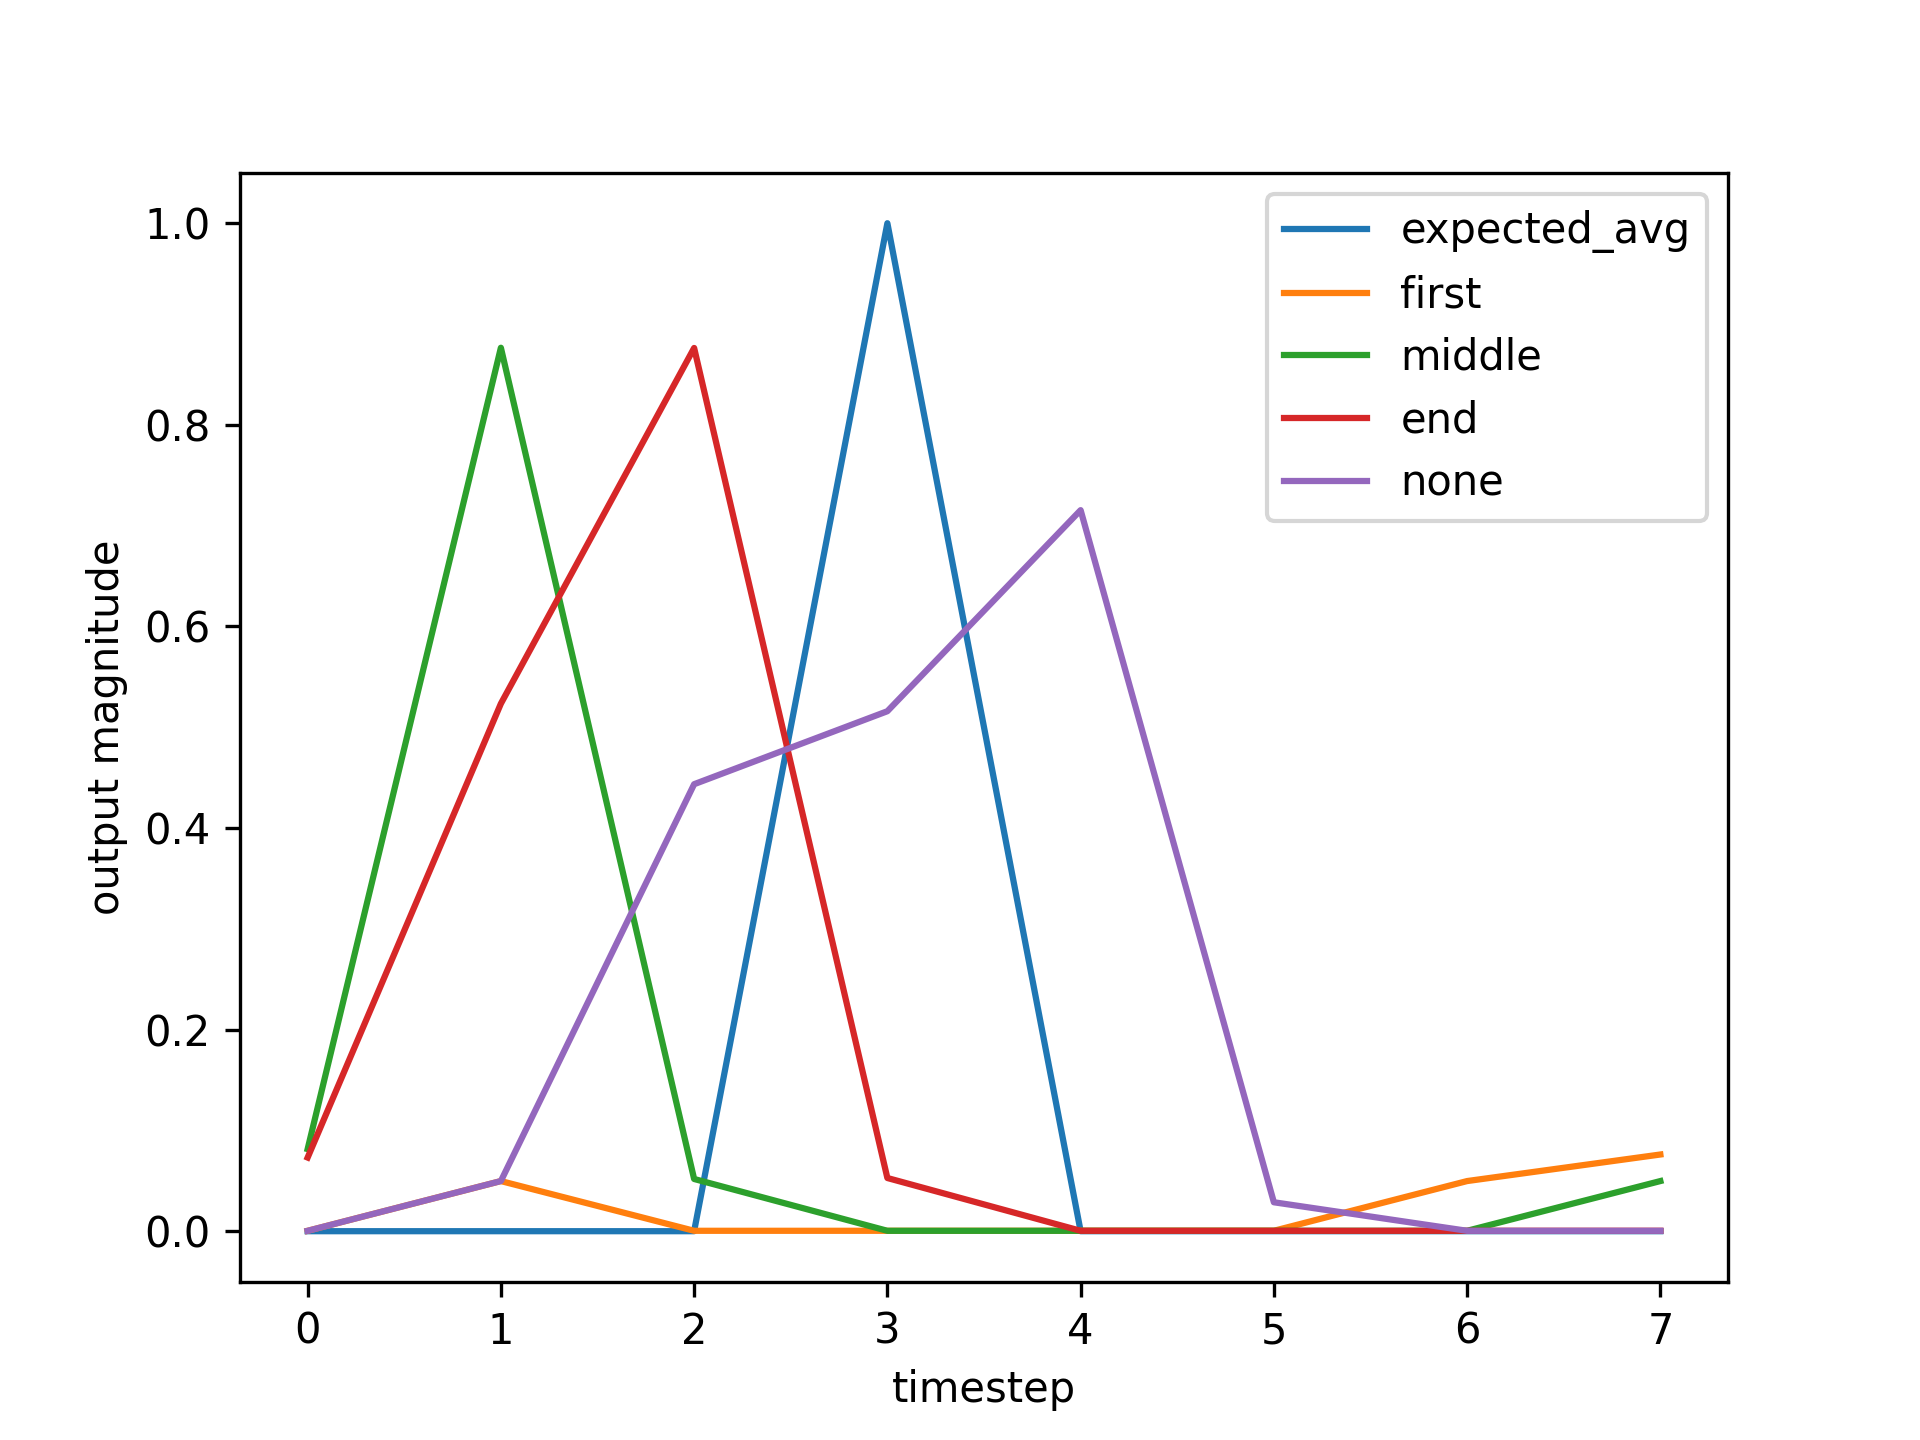 1.0
0.8
0.6
0.4
0.2
0.0
output magnitude
0 1 2 3 4 5 6 7
timestep
expected_avg
first
middle
end
none